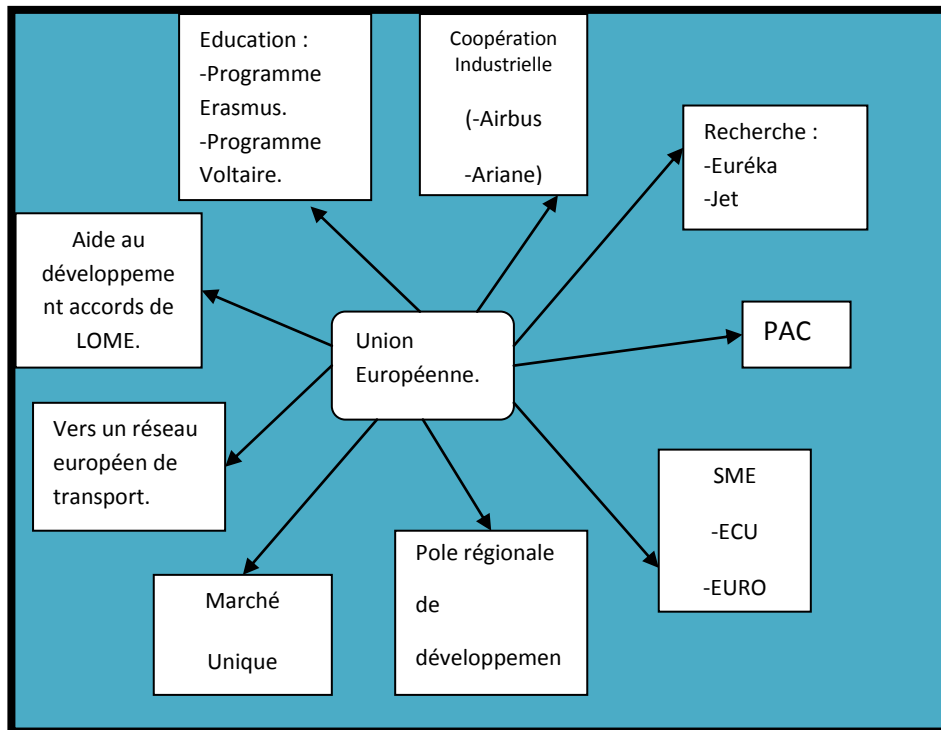 Education :
-Programme
Erasmus.
-Programme
Voltaire.
Coopération
Industrielle
(-Airbus
-Ariane)
Recherche :
-Euréka
-Jet
Aide au
développeme
nt accords de
LOME.
Union
Européenne.
PAC
Vers un réseau
européen de
transport.
SME
-ECU
-EURO
Marché
Unique
Pole régionale
de
développemen